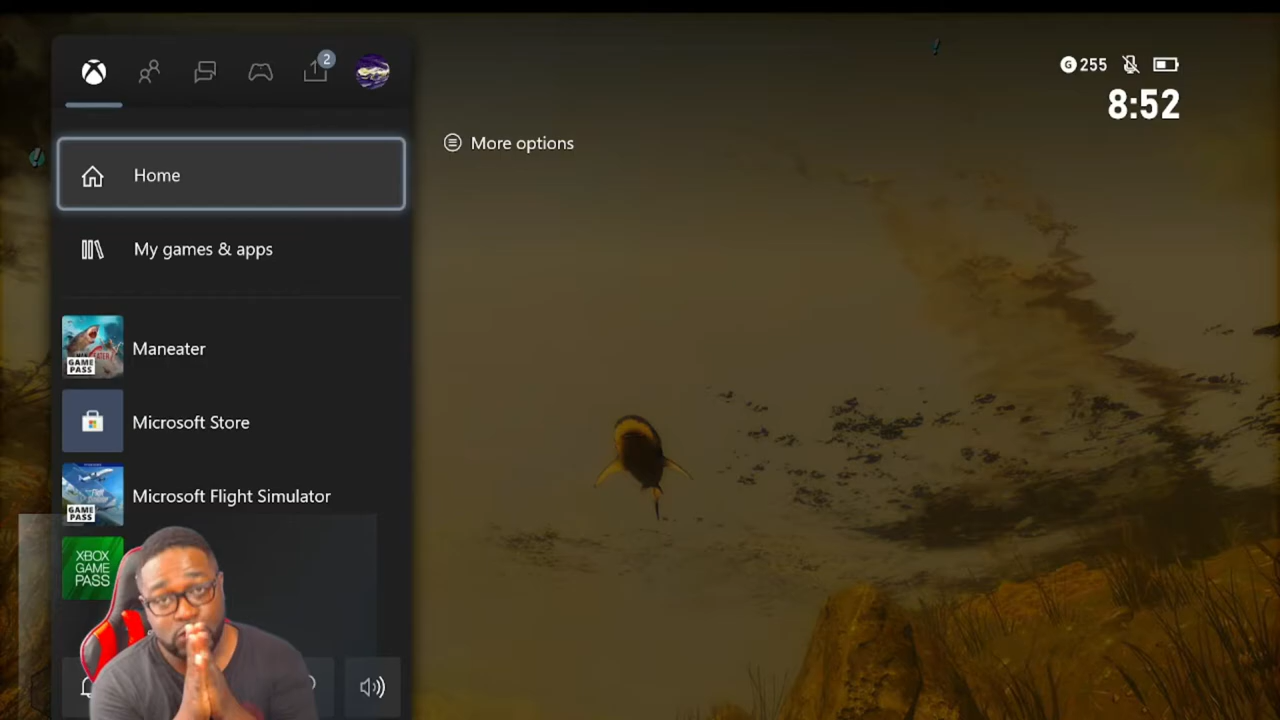 2
G 255
8:52
Home
More options
My games & apps
Maneater
GAME
PASS
Microsoft Store
Microsoft Flight Simulator
GAME
PASS
XBOX
GAME
PASS